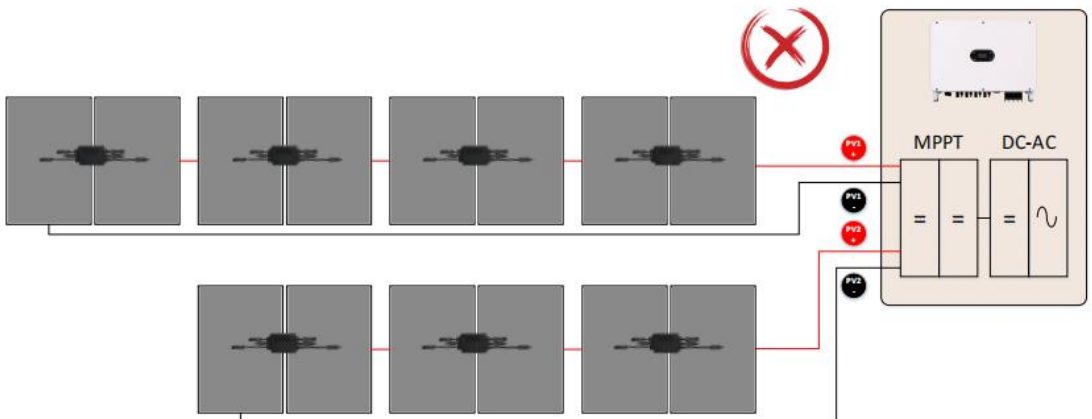 MPPT DC-AC
PV1
+
PV1
-
PV2
+
PV2
-
= = = ~